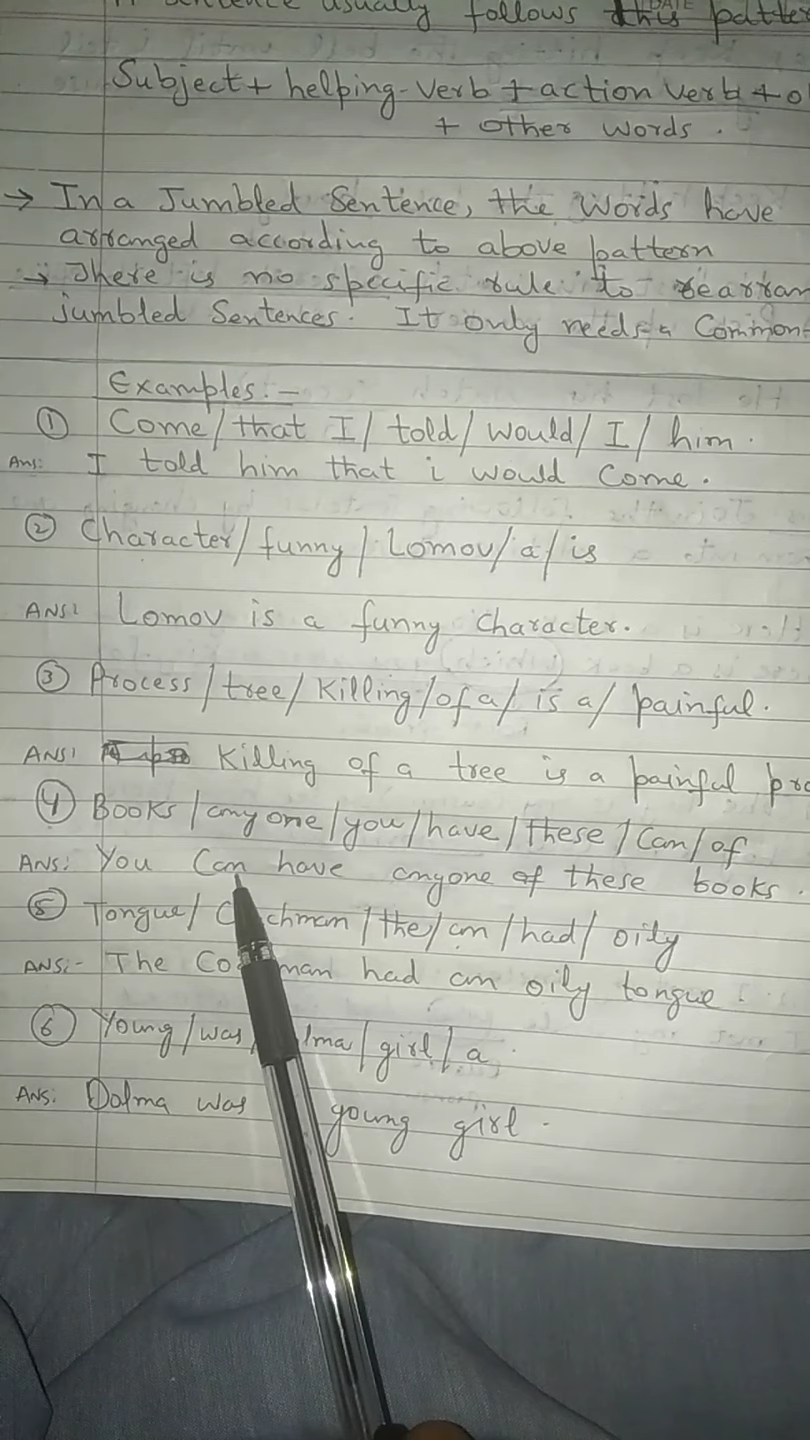 sentence usually follows this patter
Subject + helping-verb + action verb + o
+ other words.
→ In a Jumbled Sentence, the Words have
arranged according to above pattern
→ There is no specific rule to rearran
jumbled Sentences. It only needs a Common
Examples:-
① Come/that I/told/would/I/him.
Ans: I told him that i would Come.
② Character/funny/Lomov/a/is
ANS: Lomov is a funny Character.
③ Process/tree/Killing/of a/is a/painful.
ANS: Killing of a tree is a painful pro
④ Books/anyone/you/have/these/Can/of
ANS: You Can have anyone of these books.
⑤ Tongue/C chman/the/an/had/oily
ANS:- The Co man had an oily tongue.
⑥ Young/was/ lma/girl/a
ANS: Dolma was young girl.